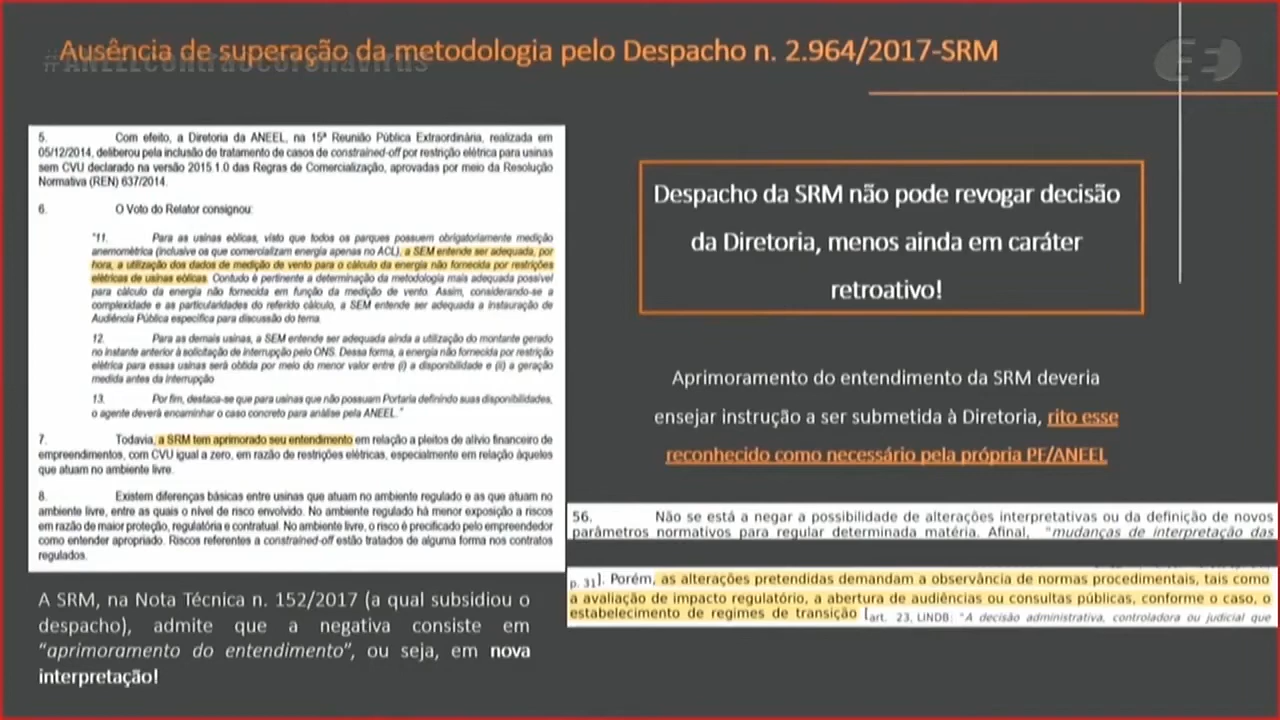 Ausência de superação da metodologia pelo Despacho n. 2.964/2017-SRM
#ANEELContraoCoronavírus
5. Com efeito, a Diretoria da ANEEL, na 15ª Reunião Pública Extraordinária, realizada em
05/12/2014, deliberou pela inclusão de tratamento de casos de constrained-off por restrição elétrica para usinas
sem CVU declarado na versão 2015.1.0 das Regras de Comercialização, aprovadas por meio da Resolução
Normativa (REN) 637/2014.
6. O Voto do Relator consignou:
"11. Para as usinas eólicas, visto que todos os parques possuem obrigatoriamente medição
anemométrica (inclusive os que comercializam energia apenas no ACL), a SEM entende ser adequada, por
hora, a utilização dos dados de medição de vento para o cálculo da energia não fornecida por restrições
elétricas de usinas eólicas. Contudo é pertinente a determinação da metodologia mais adequada possível
para cálculo da energia não fornecida em função da medição de vento. Assim, considerando-se a
complexidade e as particularidades do referido cálculo, a SEM entende ser adequada a instauração de
Audiência Pública específica para discussão do tema.
12. Para as demais usinas, a SEM entende ser adequada ainda a utilização do montante gerado
no instante anterior à solicitação de interrupção pelo ONS. Dessa forma, a energia não fornecida por restrição
elétrica para essas usinas será obtida por meio do menor valor entre (i) a disponibilidade e (ii) a geração
medida antes da interrupção
13. Por fim, destaca-se que para usinas que não possuam Portaria definindo suas disponibilidades,
o agente deverá encaminhar o caso concreto para análise pela ANEEL."
7. Todavia, a SRM tem aprimorado seu entendimento em relação a pleitos de alívio financeiro de
empreendimentos, com CVU igual a zero, em razão de restrições elétricas, especialmente em relação àqueles
que atuam no ambiente livre.
8. Existem diferenças básicas entre usinas que atuam no ambiente regulado e as que atuam no
ambiente livre, entre as quais o nível de risco envolvido. No ambiente regulado há menor exposição a riscos
em razão de maior proteção, regulatória e contratual. No ambiente livre, o risco é precificado pelo empreendedor
como entender apropriado. Riscos referentes a constrained-off estão tratados de alguma forma nos contratos
regulados.
A SRM, na Nota Técnica n. 152/2017 (a qual subsidiou o
despacho), admite que a negativa consiste em
"aprimoramento do entendimento", ou seja, em nova
interpretação!
Despacho da SRM não pode revogar decisão
da Diretoria, menos ainda em caráter
retroativo!
Aprimoramento do entendimento da SRM deveria
ensejar instrução a ser submetida à Diretoria, rito esse
reconhecido como necessário pela própria PF/ANEEL
56. Não se está a negar a possibilidade de alterações interpretativas ou da definição de novos
parâmetros normativos para regular determinada matéria. Afinal, "mudanças de interpretação das
p. 31]. Porém, as alterações pretendidas demandam a observância de normas procedimentais, tais como
a avaliação de impacto regulatório, a abertura de audiências ou consultas públicas, conforme o caso, o
estabelecimento de regimes de transição [art. 23, LINDB: "A decisão administrativa, controladora ou judicial que